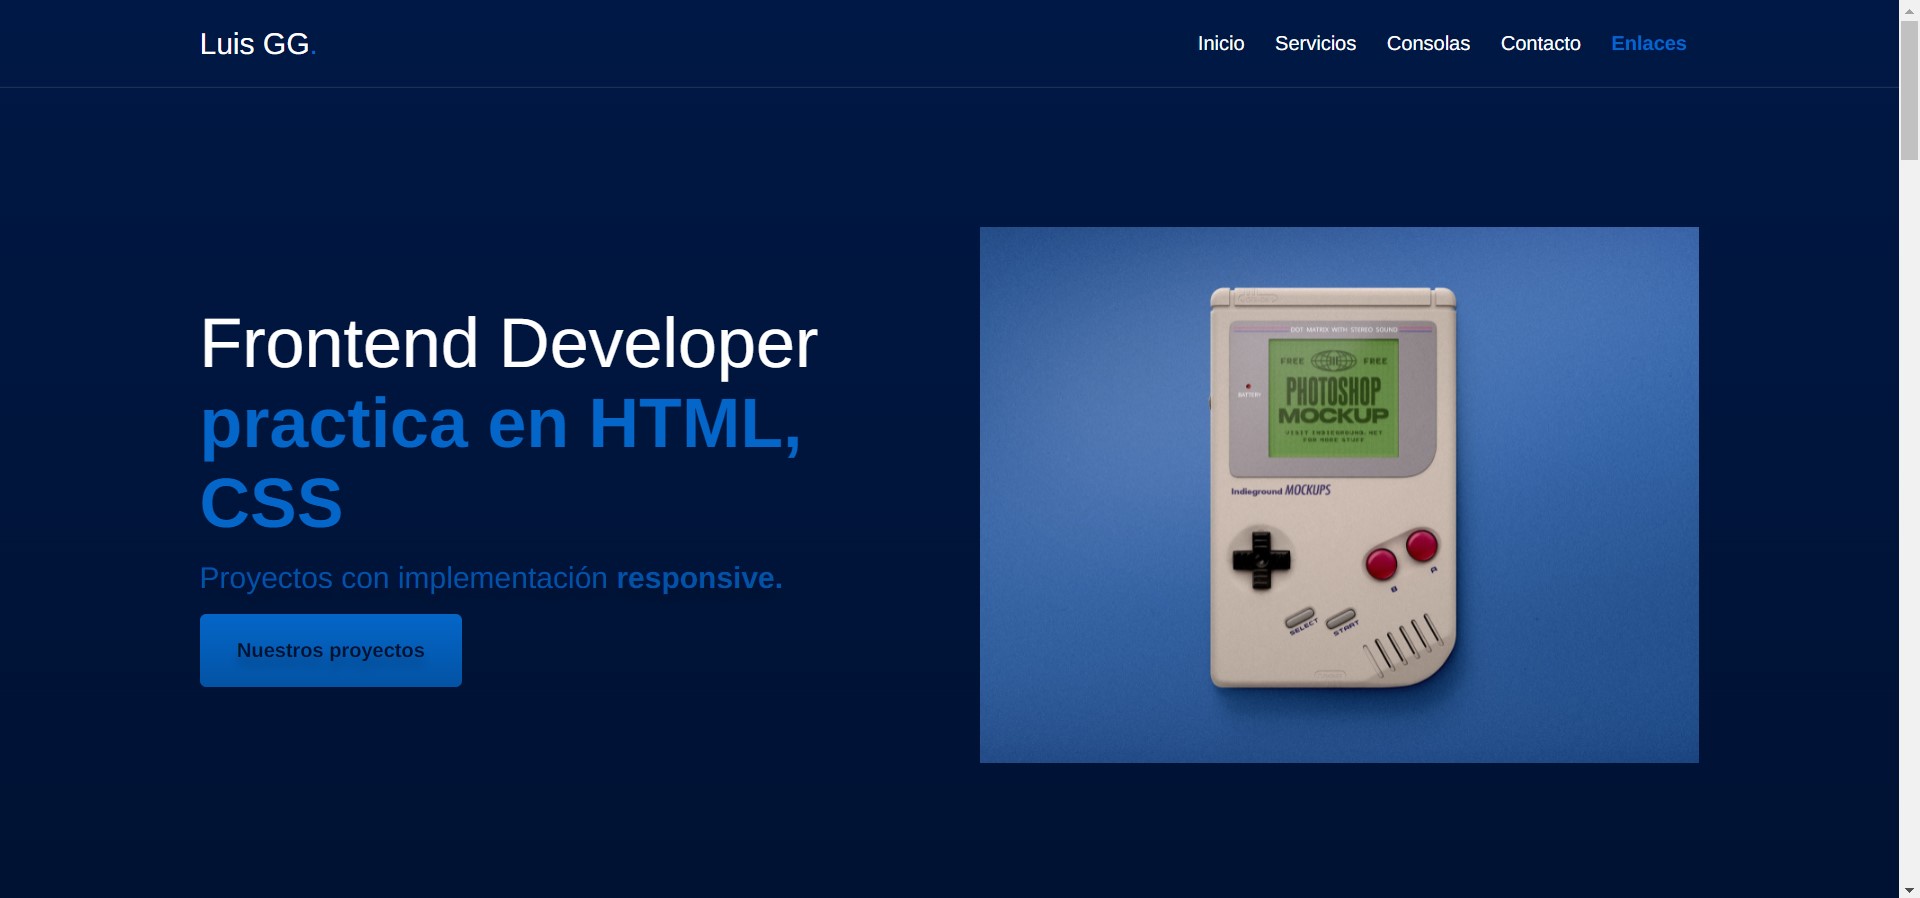 Luis GG.
Inicio Servicios Consolas Contacto Enlaces
Frontend Developer
practica en HTML,
CSS
Proyectos con implementación responsive.
Nuestros proyectos
DOT MATRIX WITH STEREO SOUND
FREE FREE
PHOTOSHOP
MOCKUP
VISIT INDIEGROUND.NET
FOR MORE STUFF
BATTERY
Indieground MOCKUPS
A
B
SELECT START